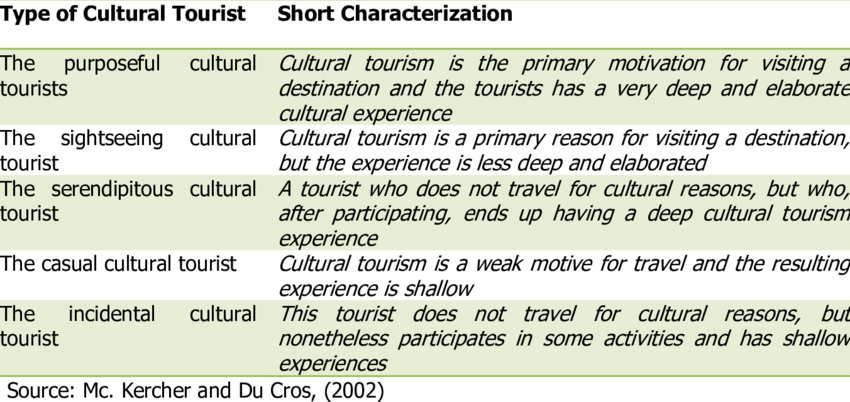 Type of Cultural Tourist Short Characterization
The purposeful cultural Cultural tourism is the primary motivation for visiting a
tourists destination and the tourists has a very deep and elaborate
cultural experience
The sightseeing cultural Cultural tourism is a primary reason for visiting a destination,
tourist but the experience is less deep and elaborated
The serendipitous cultural A tourist who does not travel for cultural reasons, but who,
tourist after participating, ends up having a deep cultural tourism
experience
The casual cultural tourist Cultural tourism is a weak motive for travel and the resulting
experience is shallow
The incidental cultural This tourist does not travel for cultural reasons, but
tourist nonetheless participates in some activities and has shallow
experiences
Source: Mc. Kercher and Du Cros, (2002)